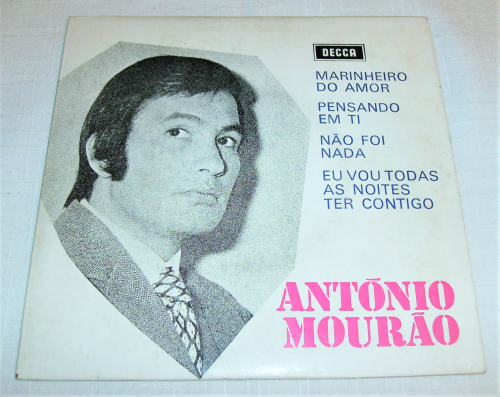 DECCA
MARINHEIRO
DO AMOR
PENSANDO
EM TI
NÃO FOI
NADA
EU VOU TODAS
AS NOITES
TER CONTIGO
ANTÓNIO
MOURÃO